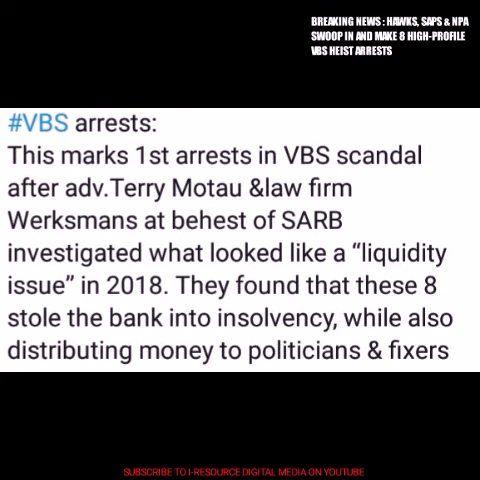 BREAKING NEWS : HAWKS, SAPS & NPA
SWOOP IN AND MAKE 8 HIGH-PROFILE
VBS HEIST ARRESTS
#VBS arrests:
This marks 1st arrests in VBS scandal
after adv.Terry Motau &law firm
Werksmans at behest of SARB
investigated what looked like a “liquidity
issue” in 2018. They found that these 8
stole the bank into insolvency, while also
distributing money to politicians & fixers
SUBSCRIBE TO I-RESOURCE DIGITAL MEDIA ON YOUTUBE